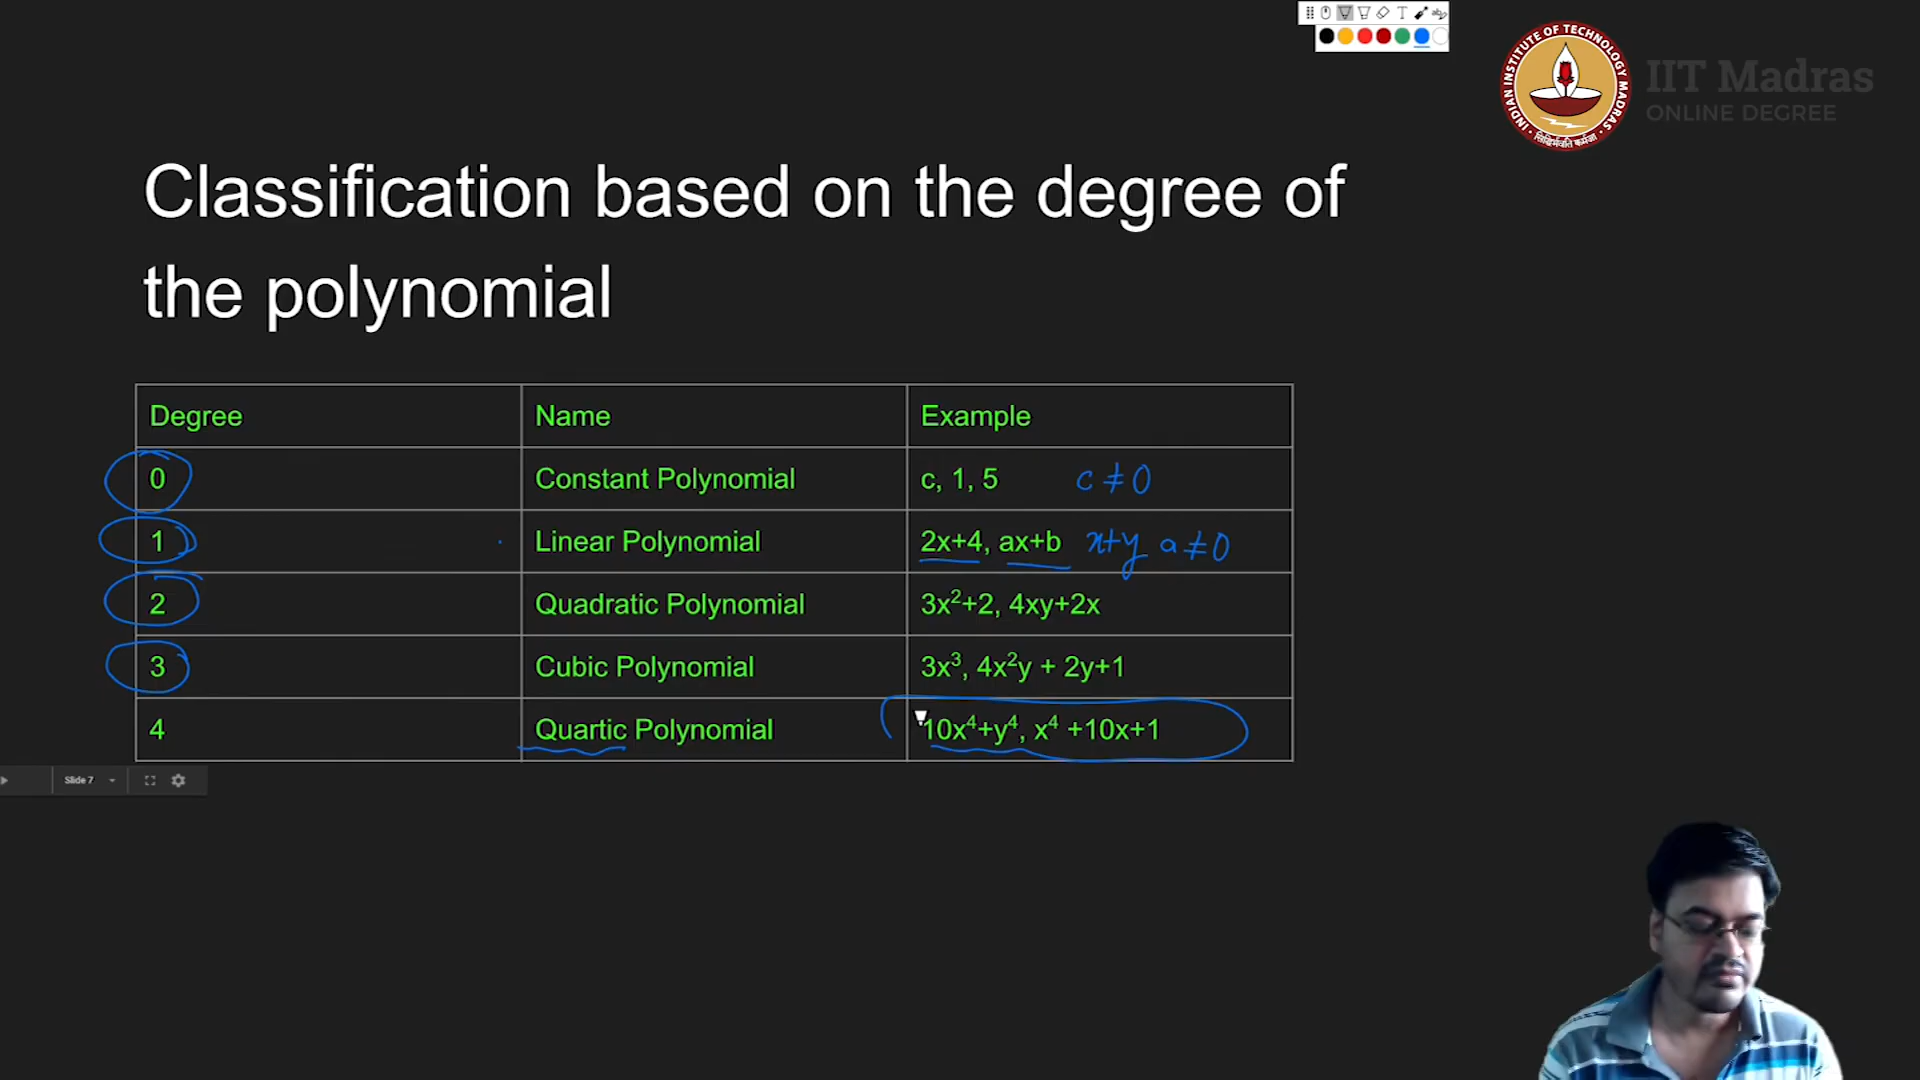 IIT Madras
ONLINE DEGREE
INDIAN INSTITUTE OF TECHNOLOGY MADRAS
सिद्धिर्भवति कर्मजा
Classification based on the degree of
the polynomial
Degree Name Example
0 Constant Polynomial c, 1, 5 c ≠ 0
1 Linear Polynomial 2x+4, ax+b x+y a ≠ 0
2 Quadratic Polynomial 3x²+2, 4xy+2x
3 Cubic Polynomial 3x³, 4x²y + 2y+1
4 Quartic Polynomial 10x⁴+y⁴, x⁴ +10x+1
Slide 7